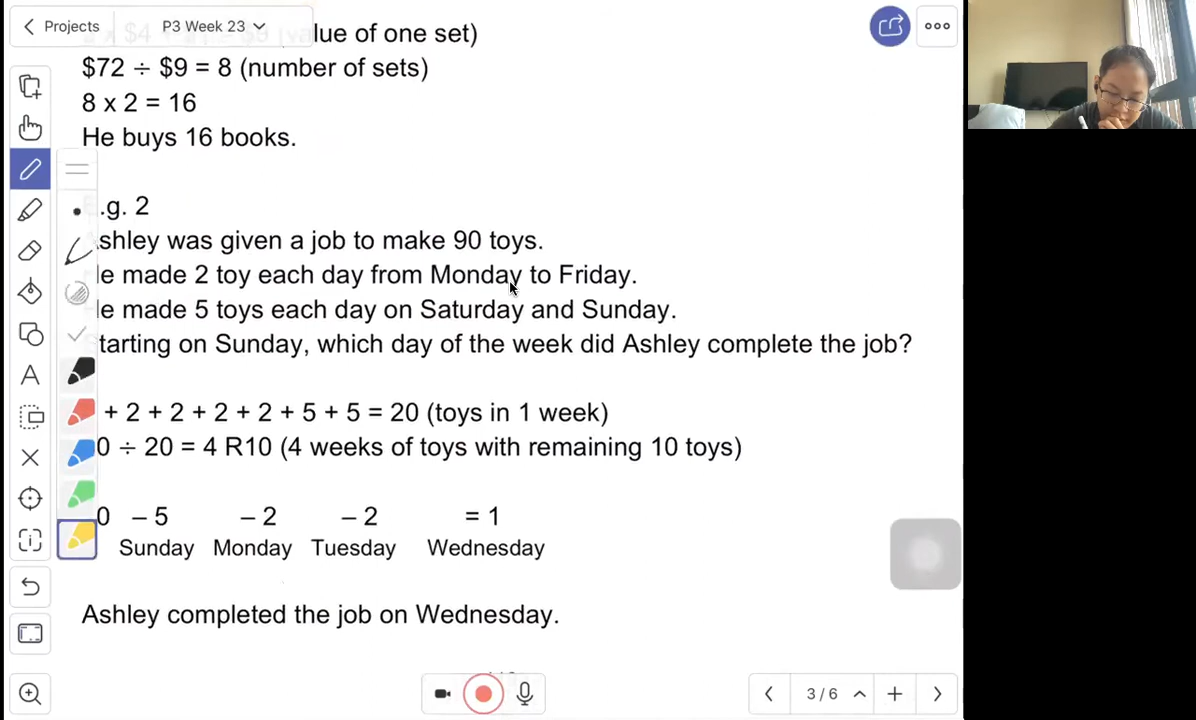 Projects
P3 Week 23
lue of one set)
$72 ÷ $9 = 8 (number of sets)
8 x 2 = 16
He buys 16 books.
.g. 2
shley was given a job to make 90 toys.
e made 2 toy each day from Monday to Friday.
e made 5 toys each day on Saturday and Sunday.
tarting on Sunday, which day of the week did Ashley complete the job?
+ 2 + 2 + 2 + 2 + 5 + 5 = 20 (toys in 1 week)
0 ÷ 20 = 4 R10 (4 weeks of toys with remaining 10 toys)
0 – 5 – 2 – 2 = 1
Sunday Monday Tuesday Wednesday
Ashley completed the job on Wednesday.
3 / 6